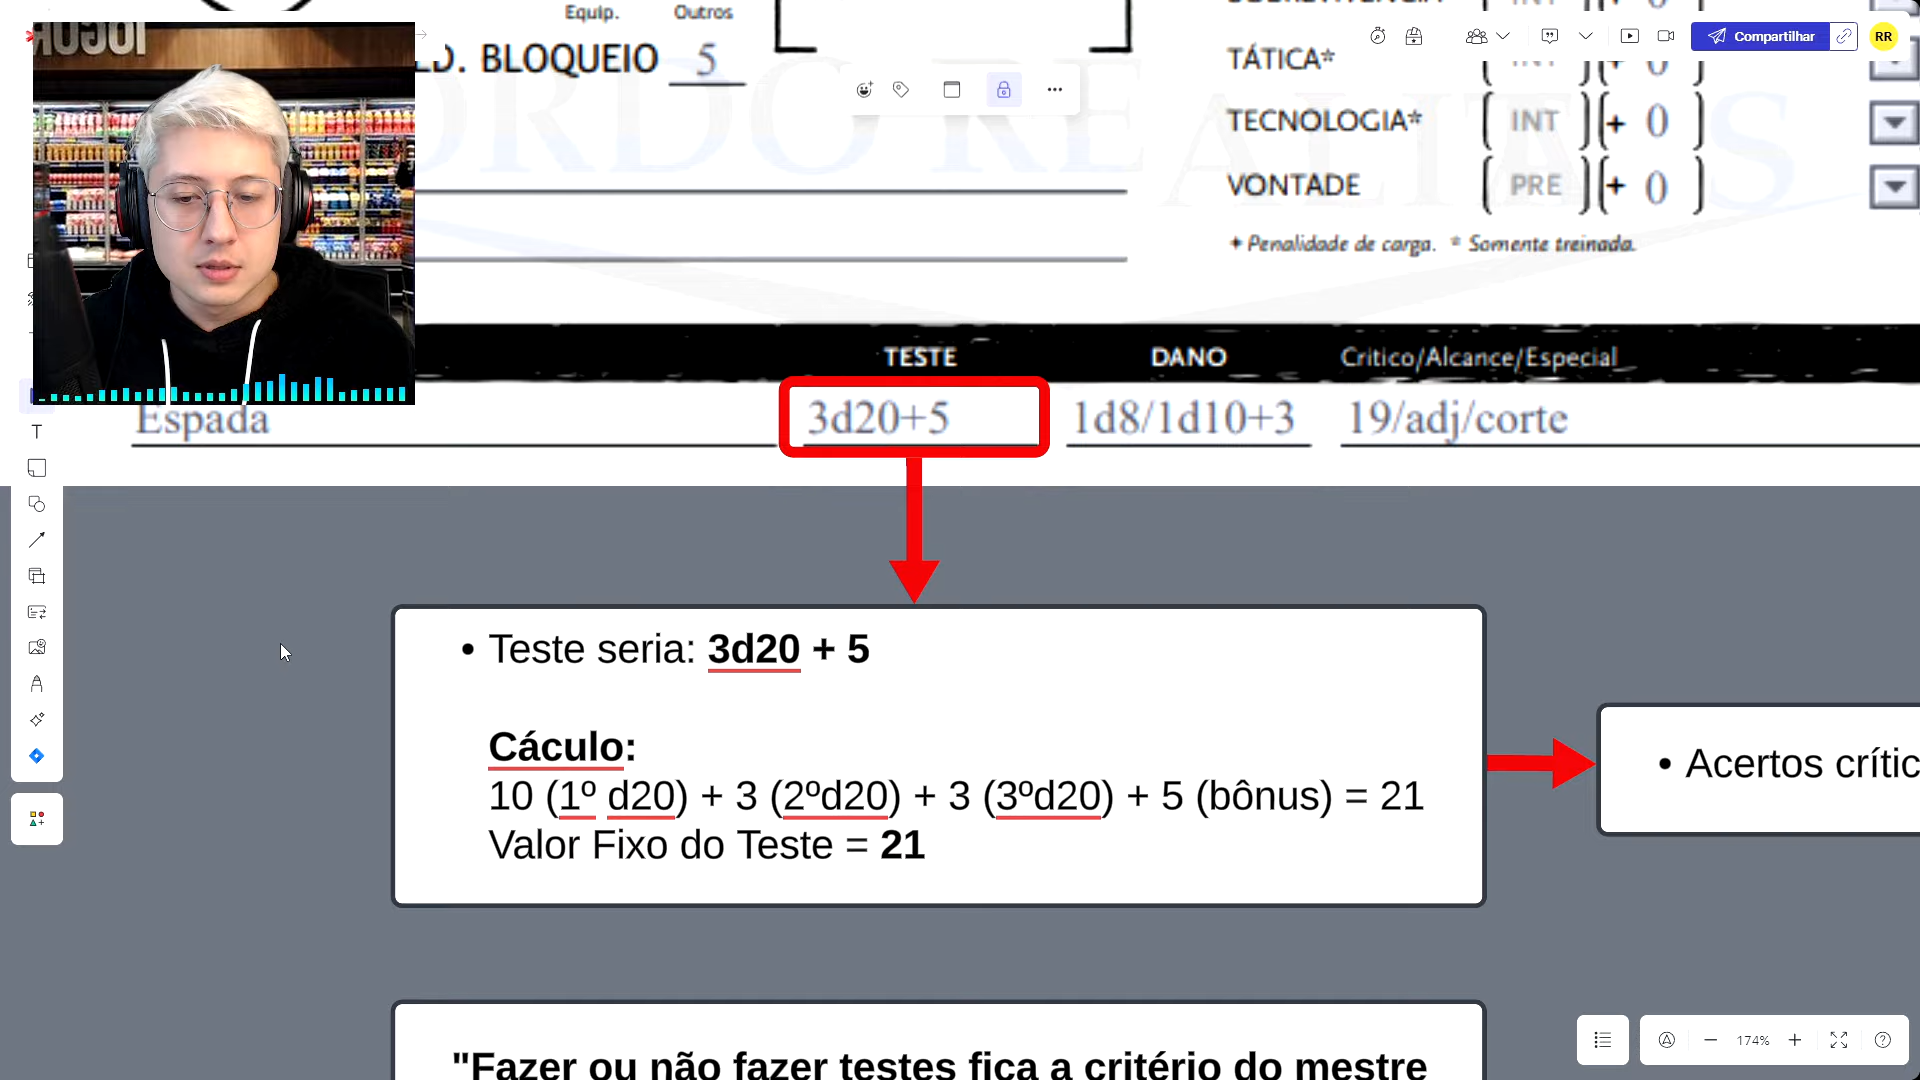 Equip. Outros
D. BLOQUEIO 5
TÁTICA*
TECNOLOGIA* INT + 0
VONTADE PRE + 0
+ Penalidade de carga. * Somente treinada.
Compartilhar
RR
ORDO REALITAS
TESTE DANO Critico/Alcance/Especial
Espada 3d20+5 1d8/1d10+3 19/adj/corte
• Teste seria: 3d20 + 5
Cáculo:
10 (1º d20) + 3 (2ºd20) + 3 (3ºd20) + 5 (bônus) = 21
Valor Fixo do Teste = 21
• Acertos crític
"Fazer ou não fazer testes fica a critério do mestre
174%